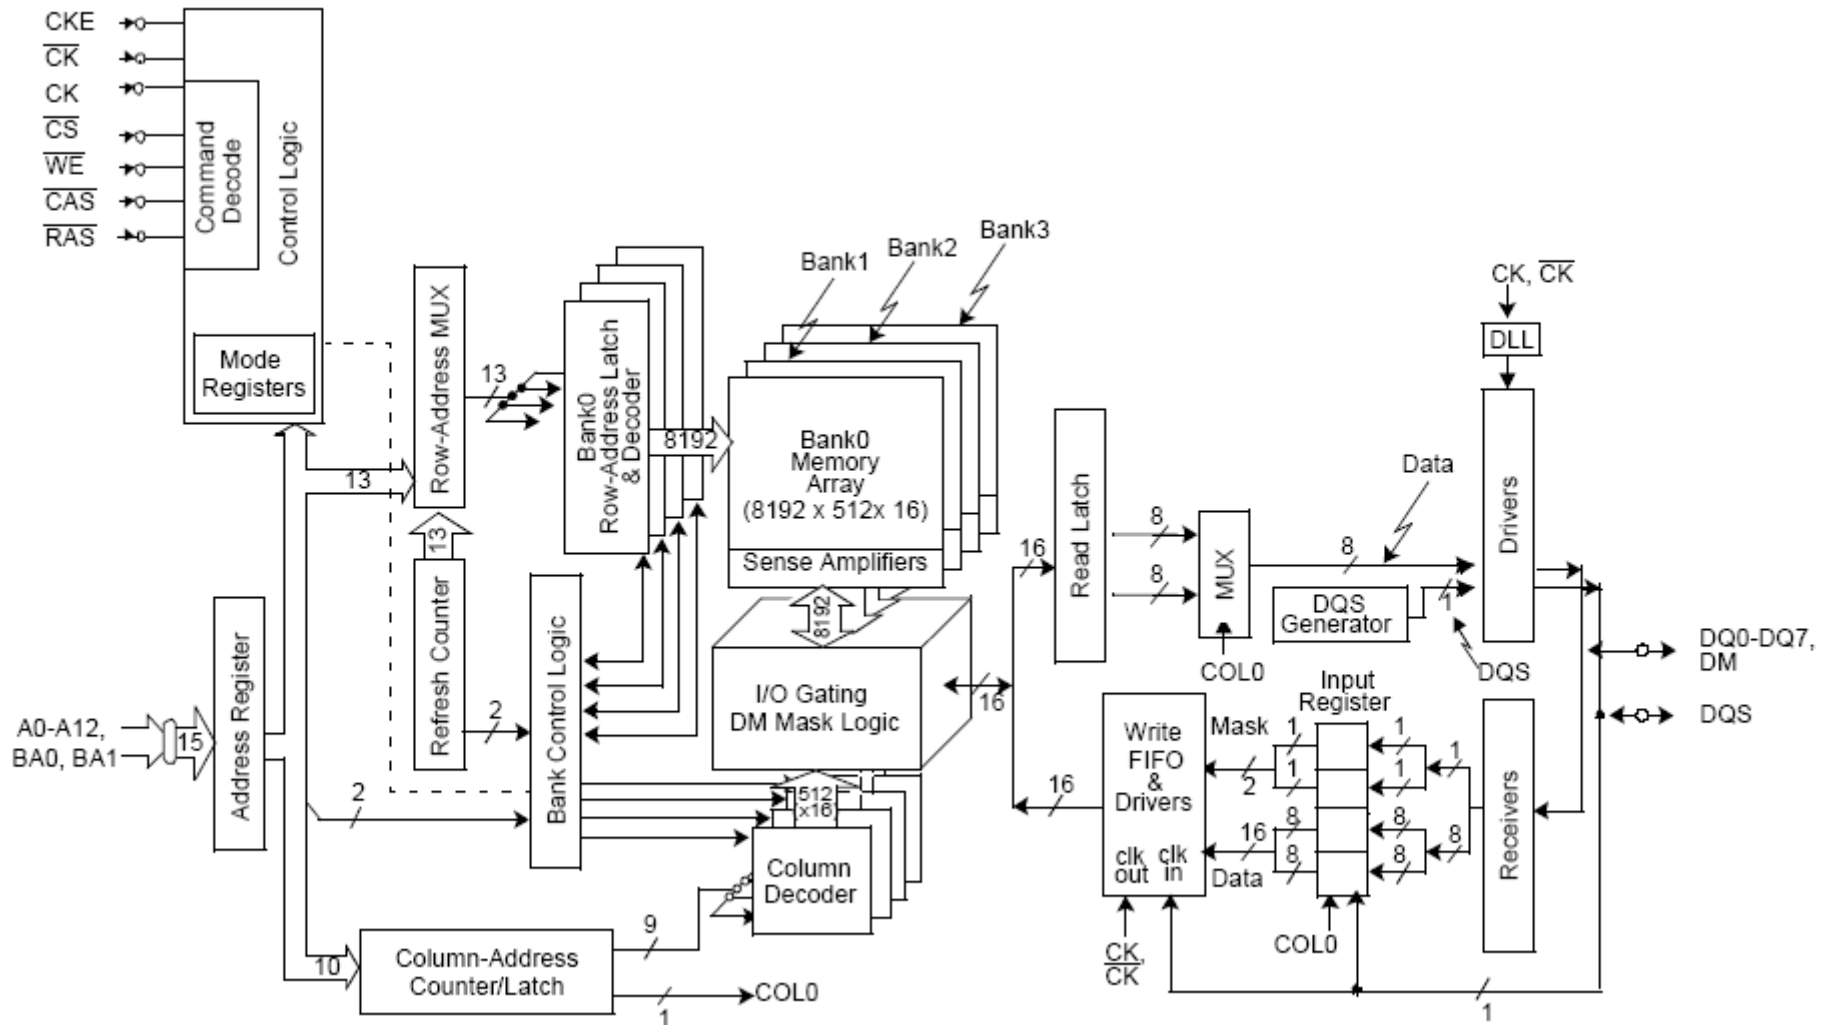 CKE
CK
CK
CS
WE
CAS
RAS
Command
Decode
Control Logic
Mode
Registers
Row-Address MUX
13
13
13
Refresh Counter
2
Bank0
Row-Address Latch
& Decoder
8192
Bank1
Bank2
Bank3
Bank0
Memory
Array
(8192 x 512x 16)
Sense Amplifiers
8192
I/O Gating
DM Mask Logic
16
512
(x16)
Column
Decoder
Bank Control Logic
2
A0-A12,
BA0, BA1
15
Address Register
10
Column-Address
Counter/Latch
9
1
COL0
16
Read Latch
8
8
MUX
COL0
8
Data
DQS
Generator
1
DQS
CK, CK
DLL
Drivers
DQ0-DQ7,
DM
DQS
Input
Register
16
Write
FIFO
&
Drivers
clk
out
clk
in
Mask
2
16
Data
1
1
8
8
1
1
8
8
1
8
Receivers
CK,
CK
COL0
1